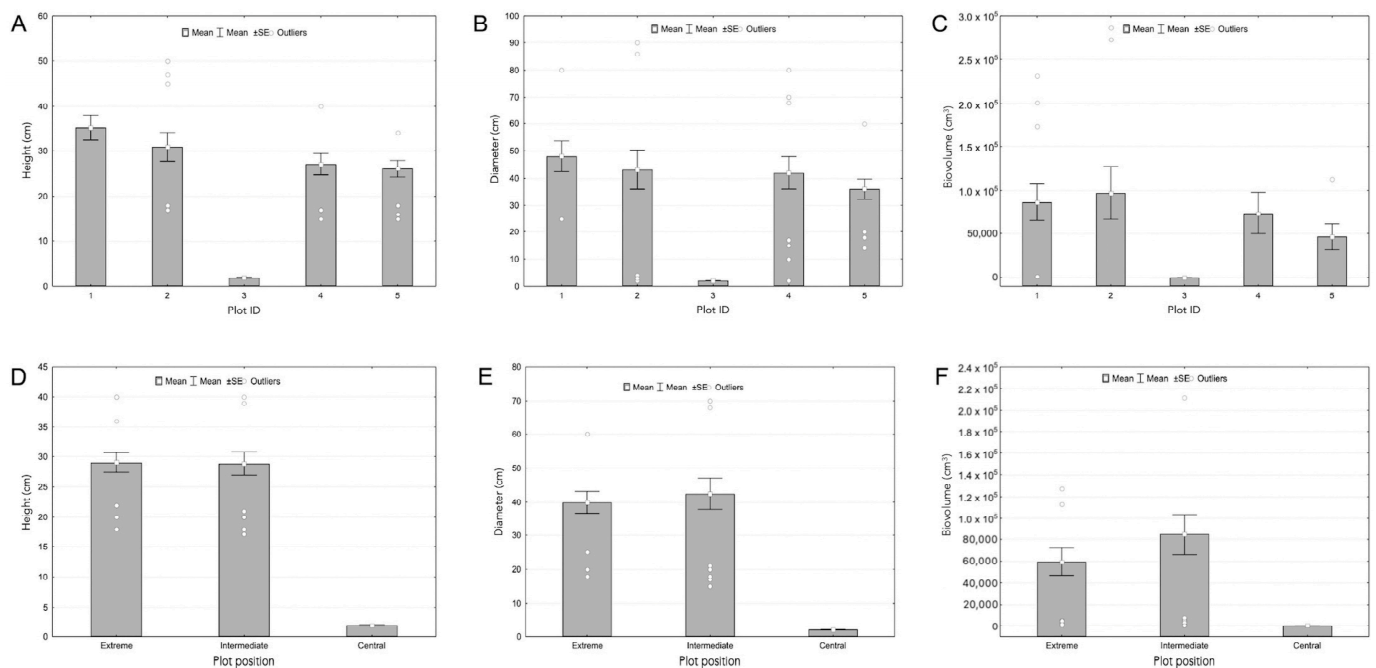 A
Mean Mean ±SE Outliers
Height (cm)
60
50
40
30
20
10
0
1 2 3 4 5
Plot ID
B
Mean Mean ±SE Outliers
Diameter (cm)
100
90
80
70
60
50
40
30
20
10
0
1 2 3 4 5
Plot ID
C
Mean Mean ±SE Outliers
Biovolume (cm³)
3.0 x 10⁵
2.5 x 10⁵
2.0 x 10⁵
1.5 x 10⁵
1.0 x 10⁵
50,000
0
1 2 3 4 5
Plot ID
D
Mean Mean ±SE Outliers
Height (cm)
45
40
35
30
25
20
15
10
5
0
Extreme Intermediate Central
Plot position
E
Mean Mean ±SE Outliers
Diameter (cm)
80
70
60
50
40
30
20
10
0
Extreme Intermediate Central
Plot position
F
Mean Mean ±SE Outliers
Biovolume (cm³)
2.4 x 10⁵
2.2 x 10⁵
2.0 x 10⁵
1.8 x 10⁵
1.6 x 10⁵
1.4 x 10⁵
1.2 x 10⁵
1.0 x 10⁵
80,000
60,000
40,000
20,000
0
Extreme Intermediate Central
Plot position